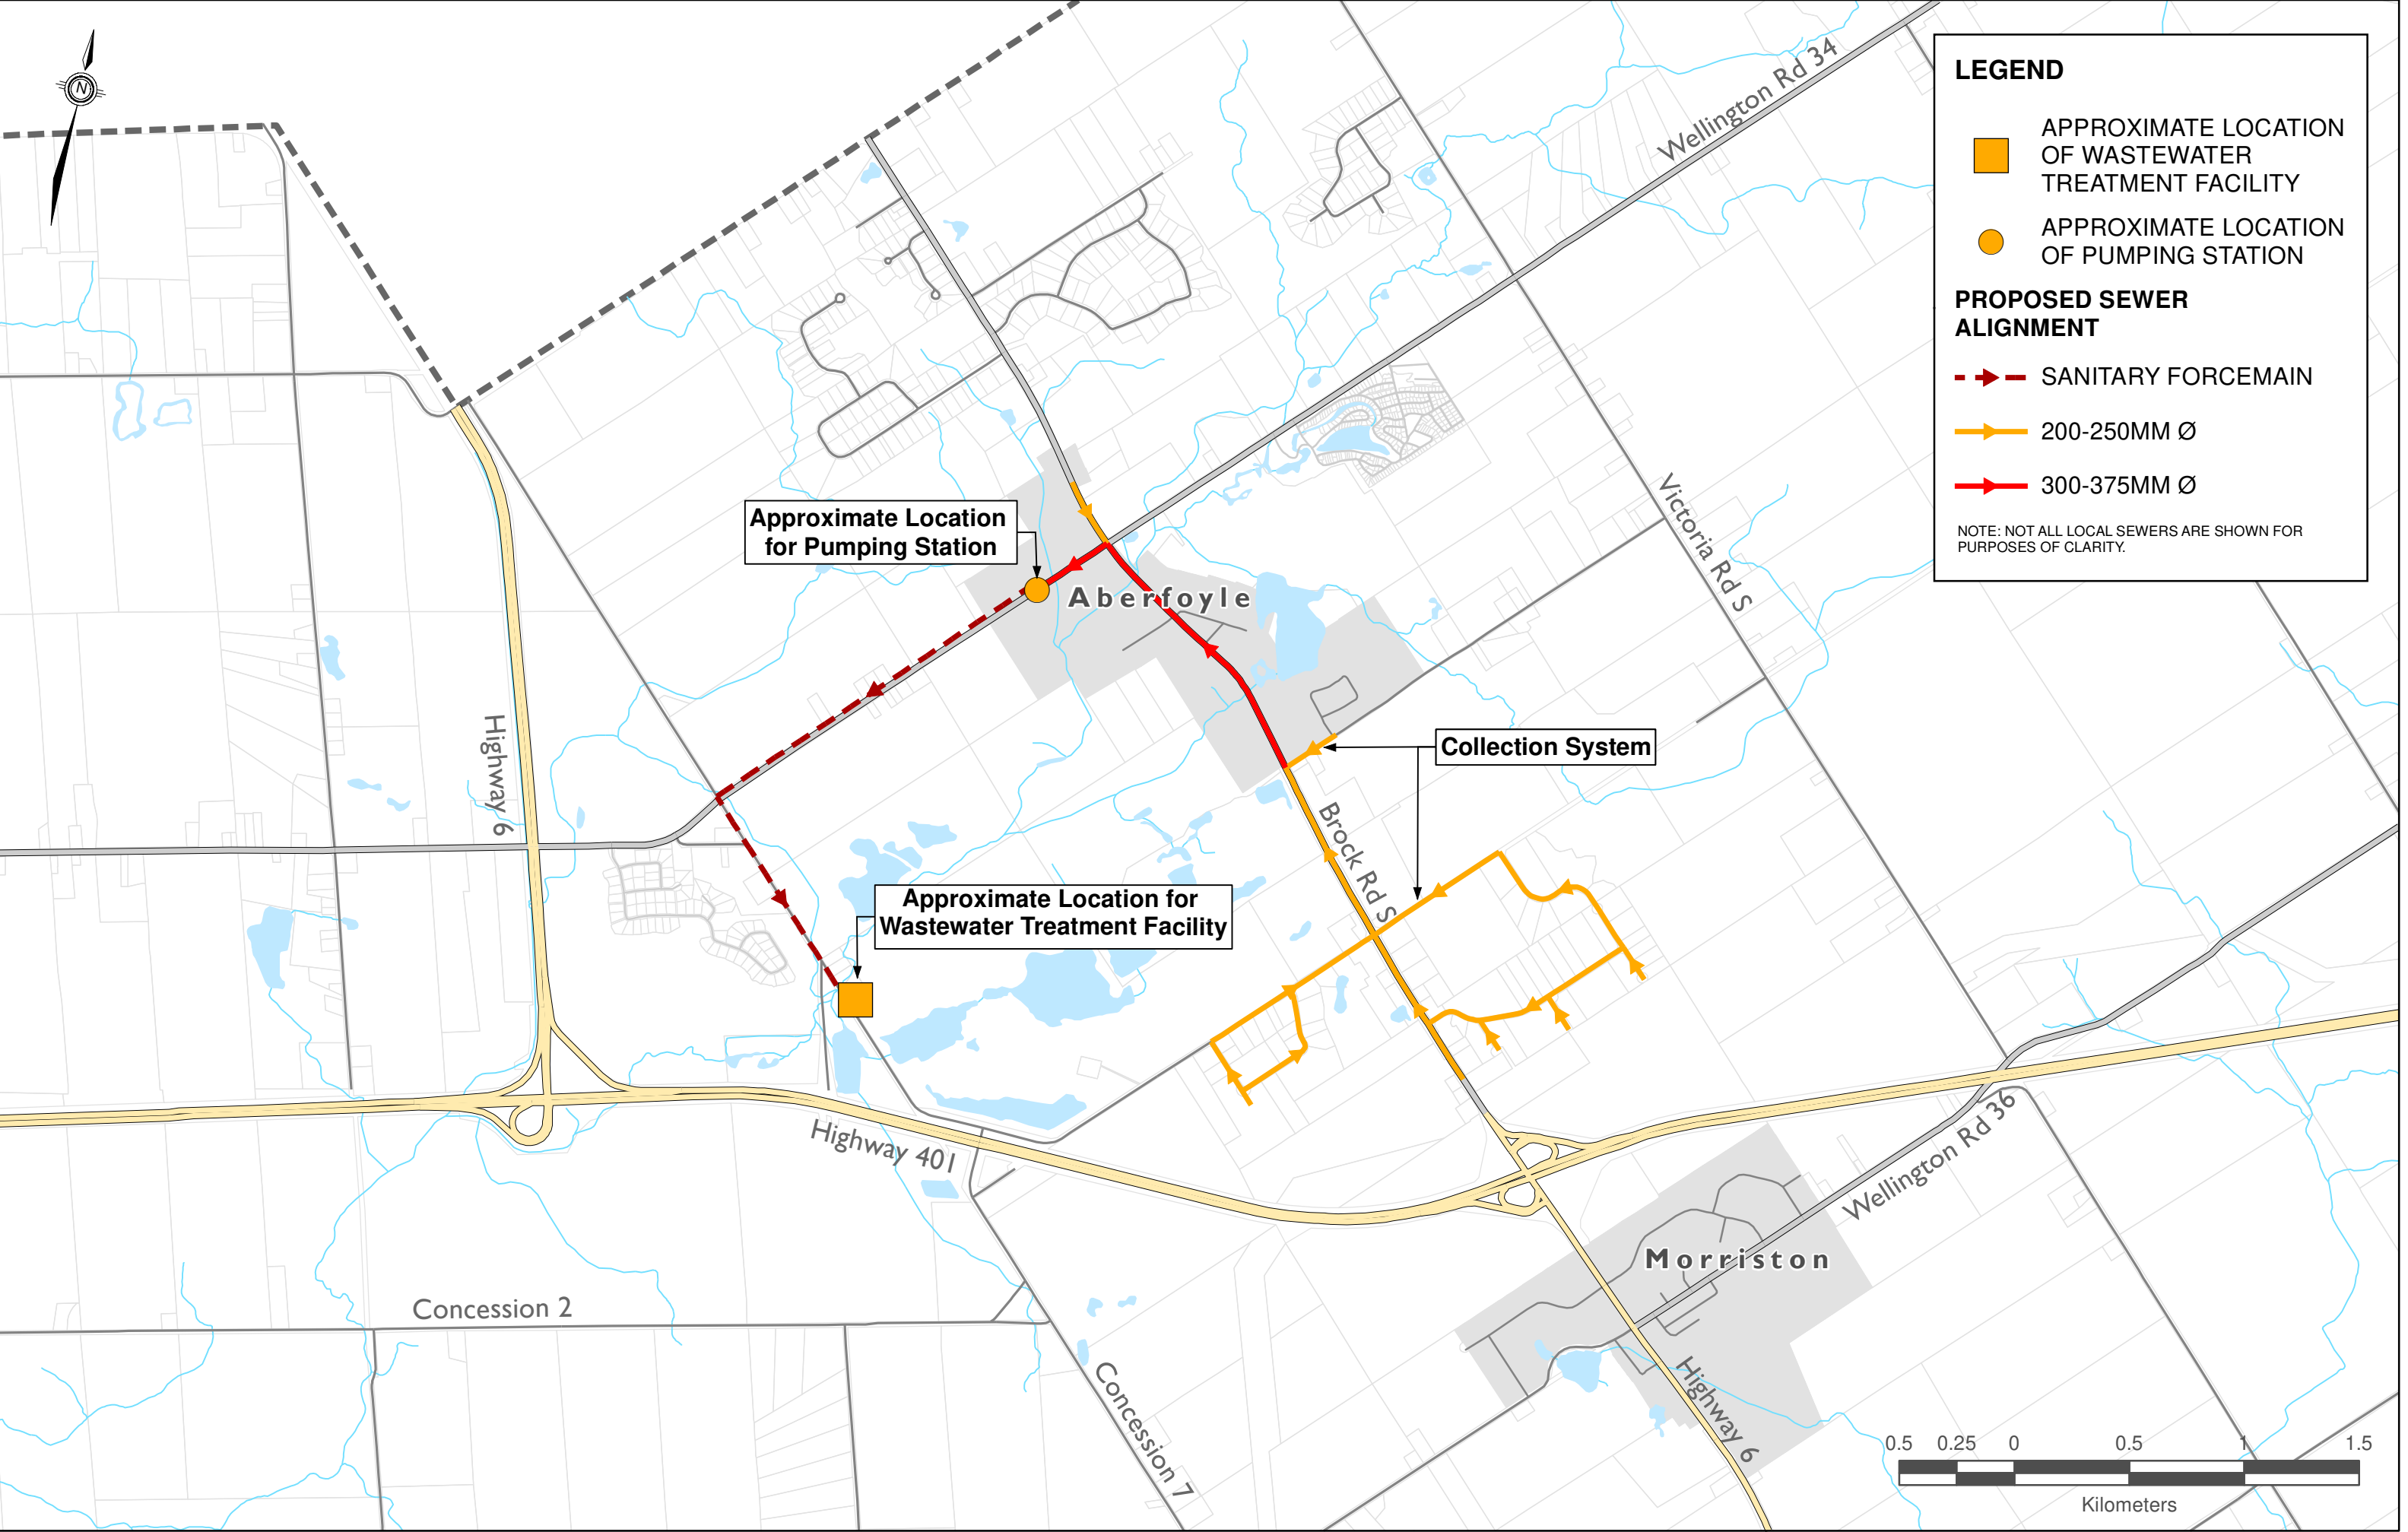 N
Wellington Rd 34
LEGEND
APPROXIMATE LOCATION
OF WASTEWATER
TREATMENT FACILITY
APPROXIMATE LOCATION
OF PUMPING STATION
PROPOSED SEWER
ALIGNMENT
SANITARY FORCEMAIN
200-250MM Ø
300-375MM Ø
NOTE: NOT ALL LOCAL SEWERS ARE SHOWN FOR
PURPOSES OF CLARITY.
Approximate Location
for Pumping Station
Aberfoyle
Victoria Rd S
Highway 6
Collection System
Brock Rd S
Approximate Location for
Wastewater Treatment Facility
Highway 401
Wellington Rd 36
Morriston
Concession 2
Concession 7
Highway 6
0.5 0.25 0 0.5 1 1.5
Kilometers